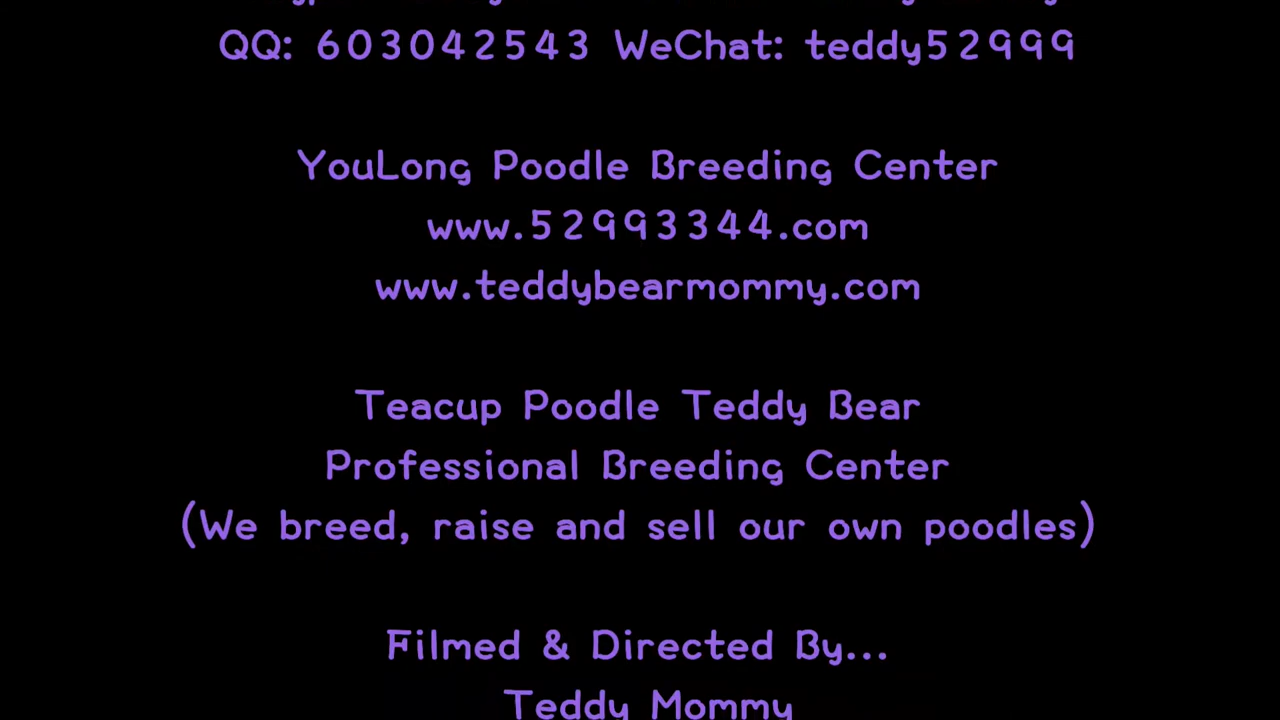 QQ: 603042543 WeChat: teddy52999
YouLong Poodle Breeding Center
www.52993344.com
www.teddybearmommy.com
Teacup Poodle Teddy Bear
Professional Breeding Center
(We breed, raise and sell our own poodles)
Filmed & Directed By...
Teddy Mommy